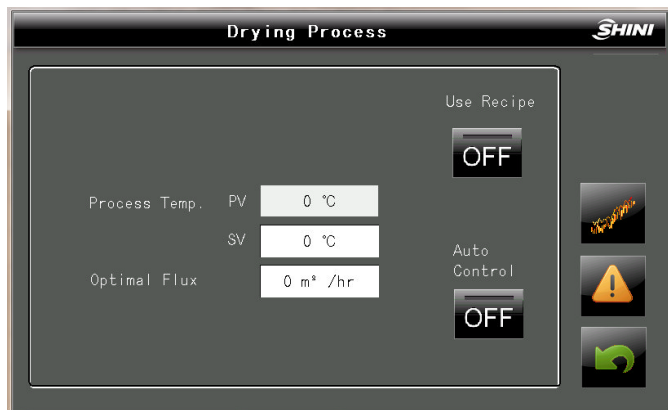 Drying Process
SHINI
Use Recipe
OFF
Process Temp. PV 0 ℃
SV 0 ℃
Optimal Flux 0 m³ /hr
Auto
Control
OFF